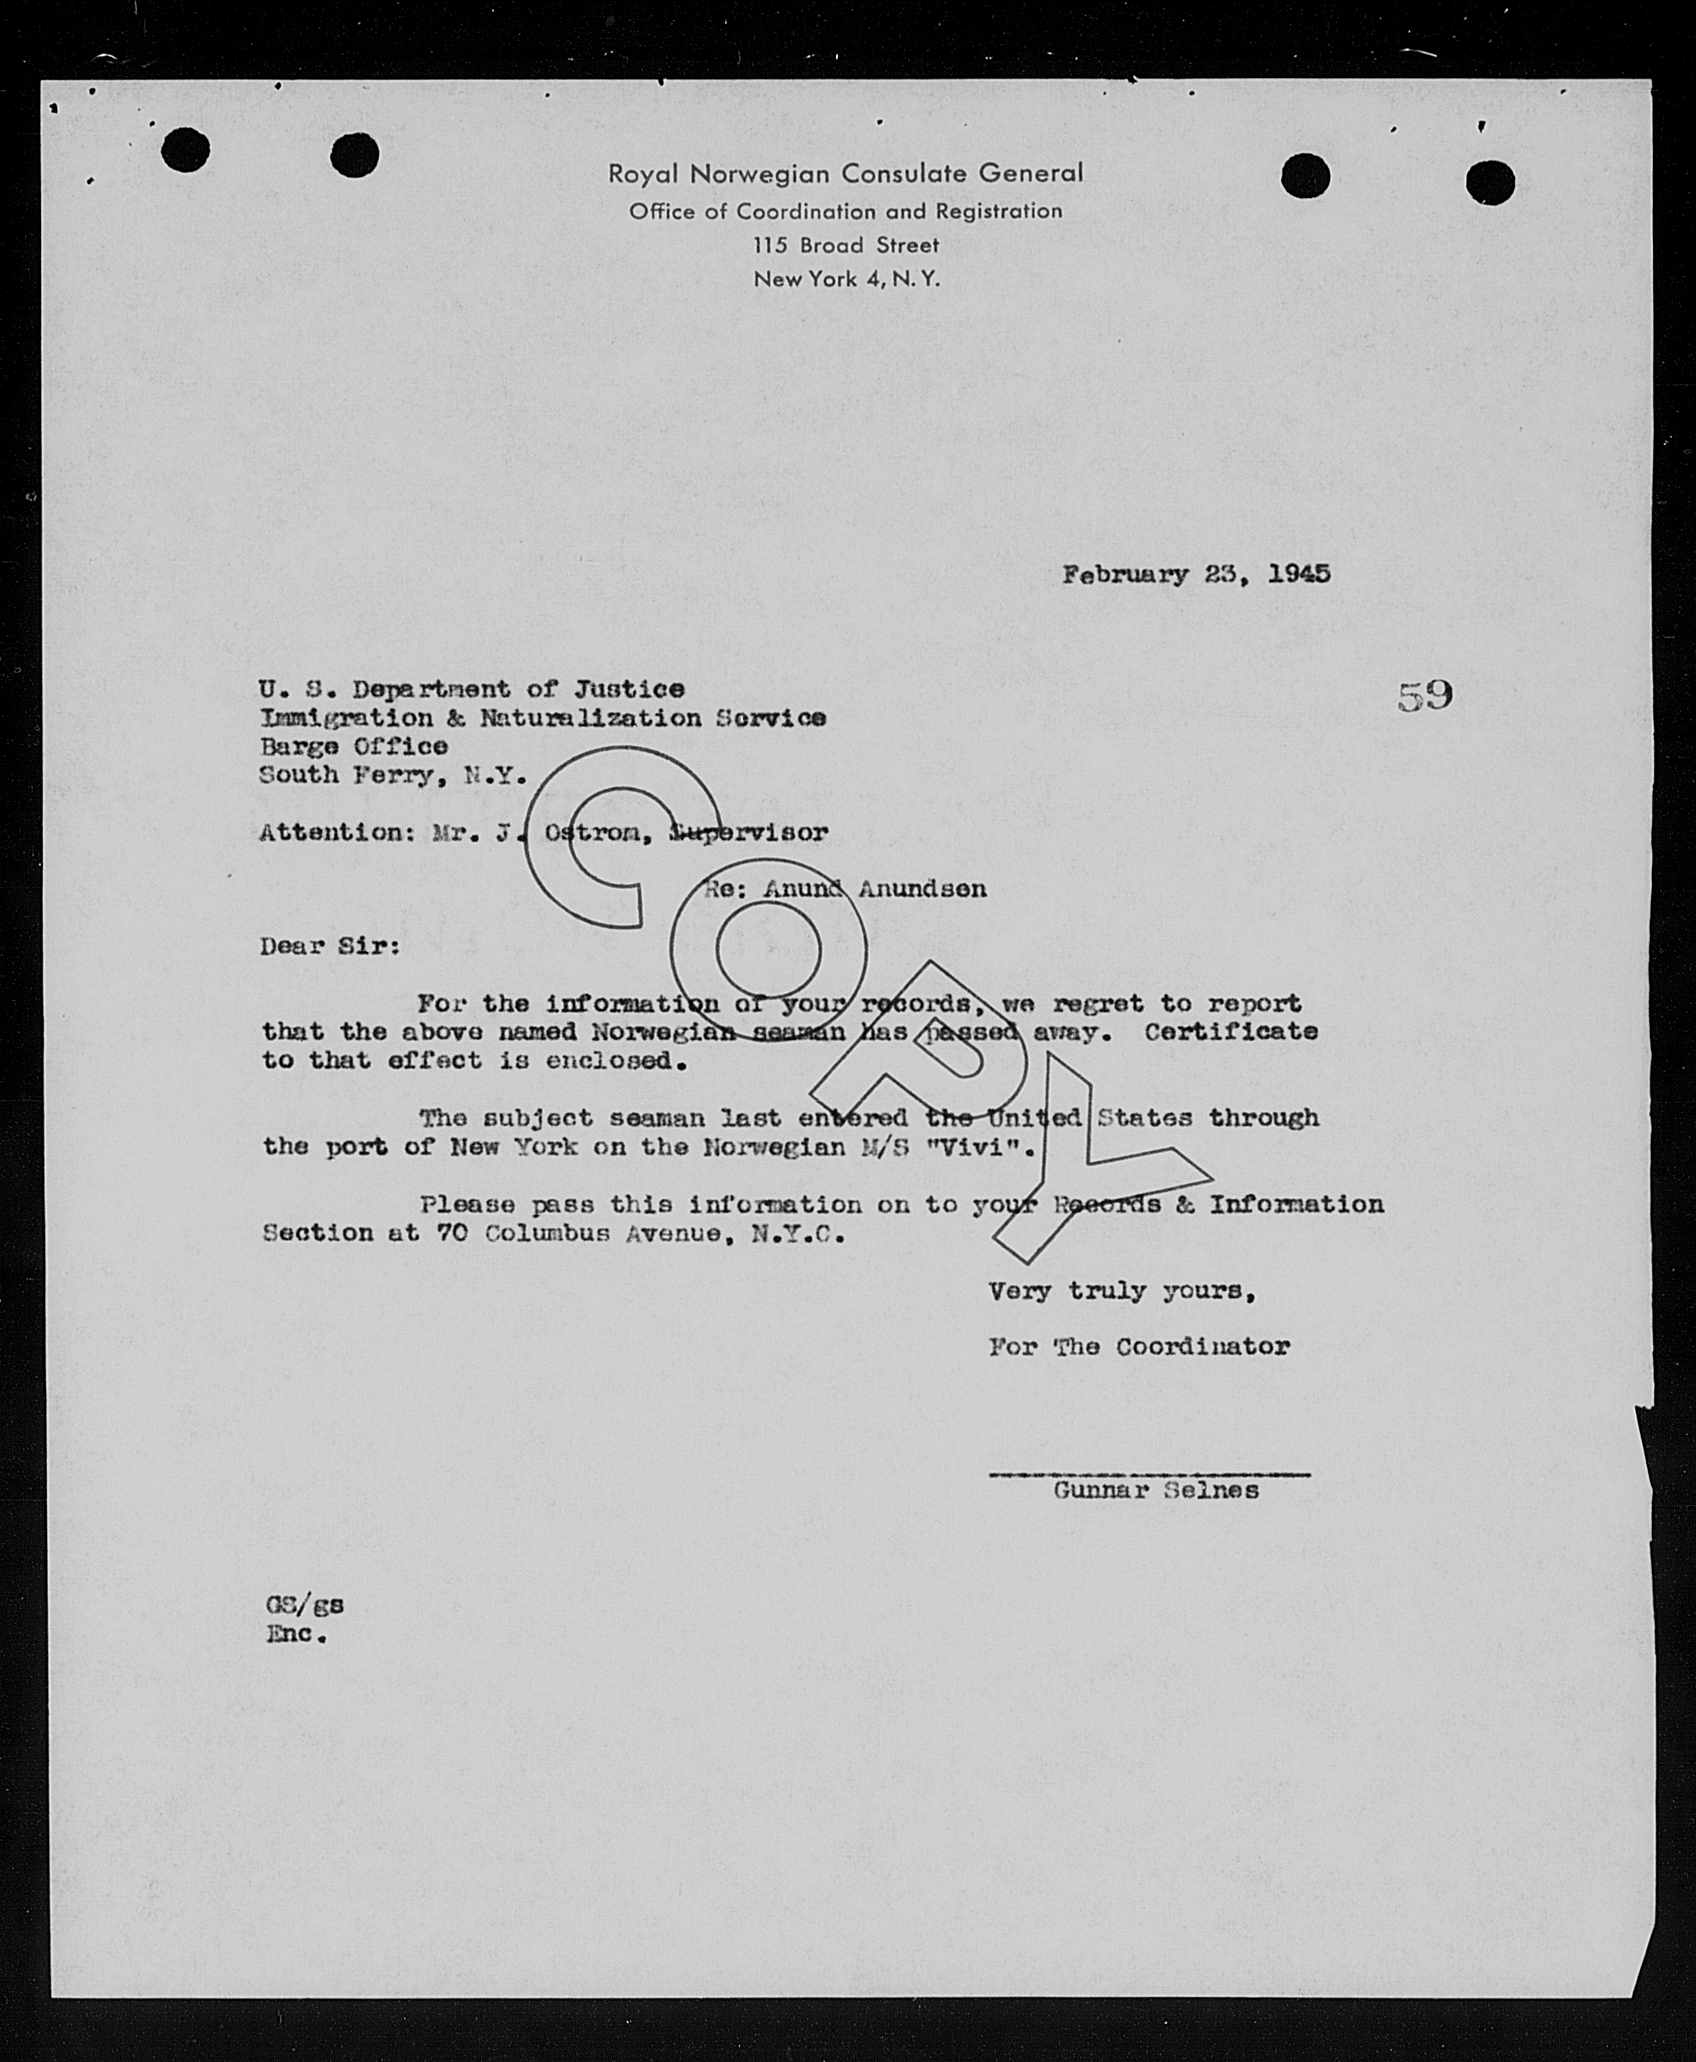 Royal Norwegian Consulate General
Office of Coordination and Registration
115 Broad Street
New York 4, N. Y.
February 23, 1945
59
U. S. Department of Justice
Immigration & Naturalization Service
Barge Office
South Ferry, N.Y.
Attention: Mr. J. Ostrom, Supervisor
Re: Anund Anundsen
Dear Sir:
For the information of your records, we regret to report
that the above named Norwegian seaman has passed away. Certificate
to that effect is enclosed.
The subject seaman last entered the United States through
the port of New York on the Norwegian M/S "Vivi".
Please pass this information on to your Records & Information
Section at 70 Columbus Avenue, N.Y.C.
COPY
Very truly yours,
For The Coordinator
Gunnar Selnes
GS/gs
Enc.